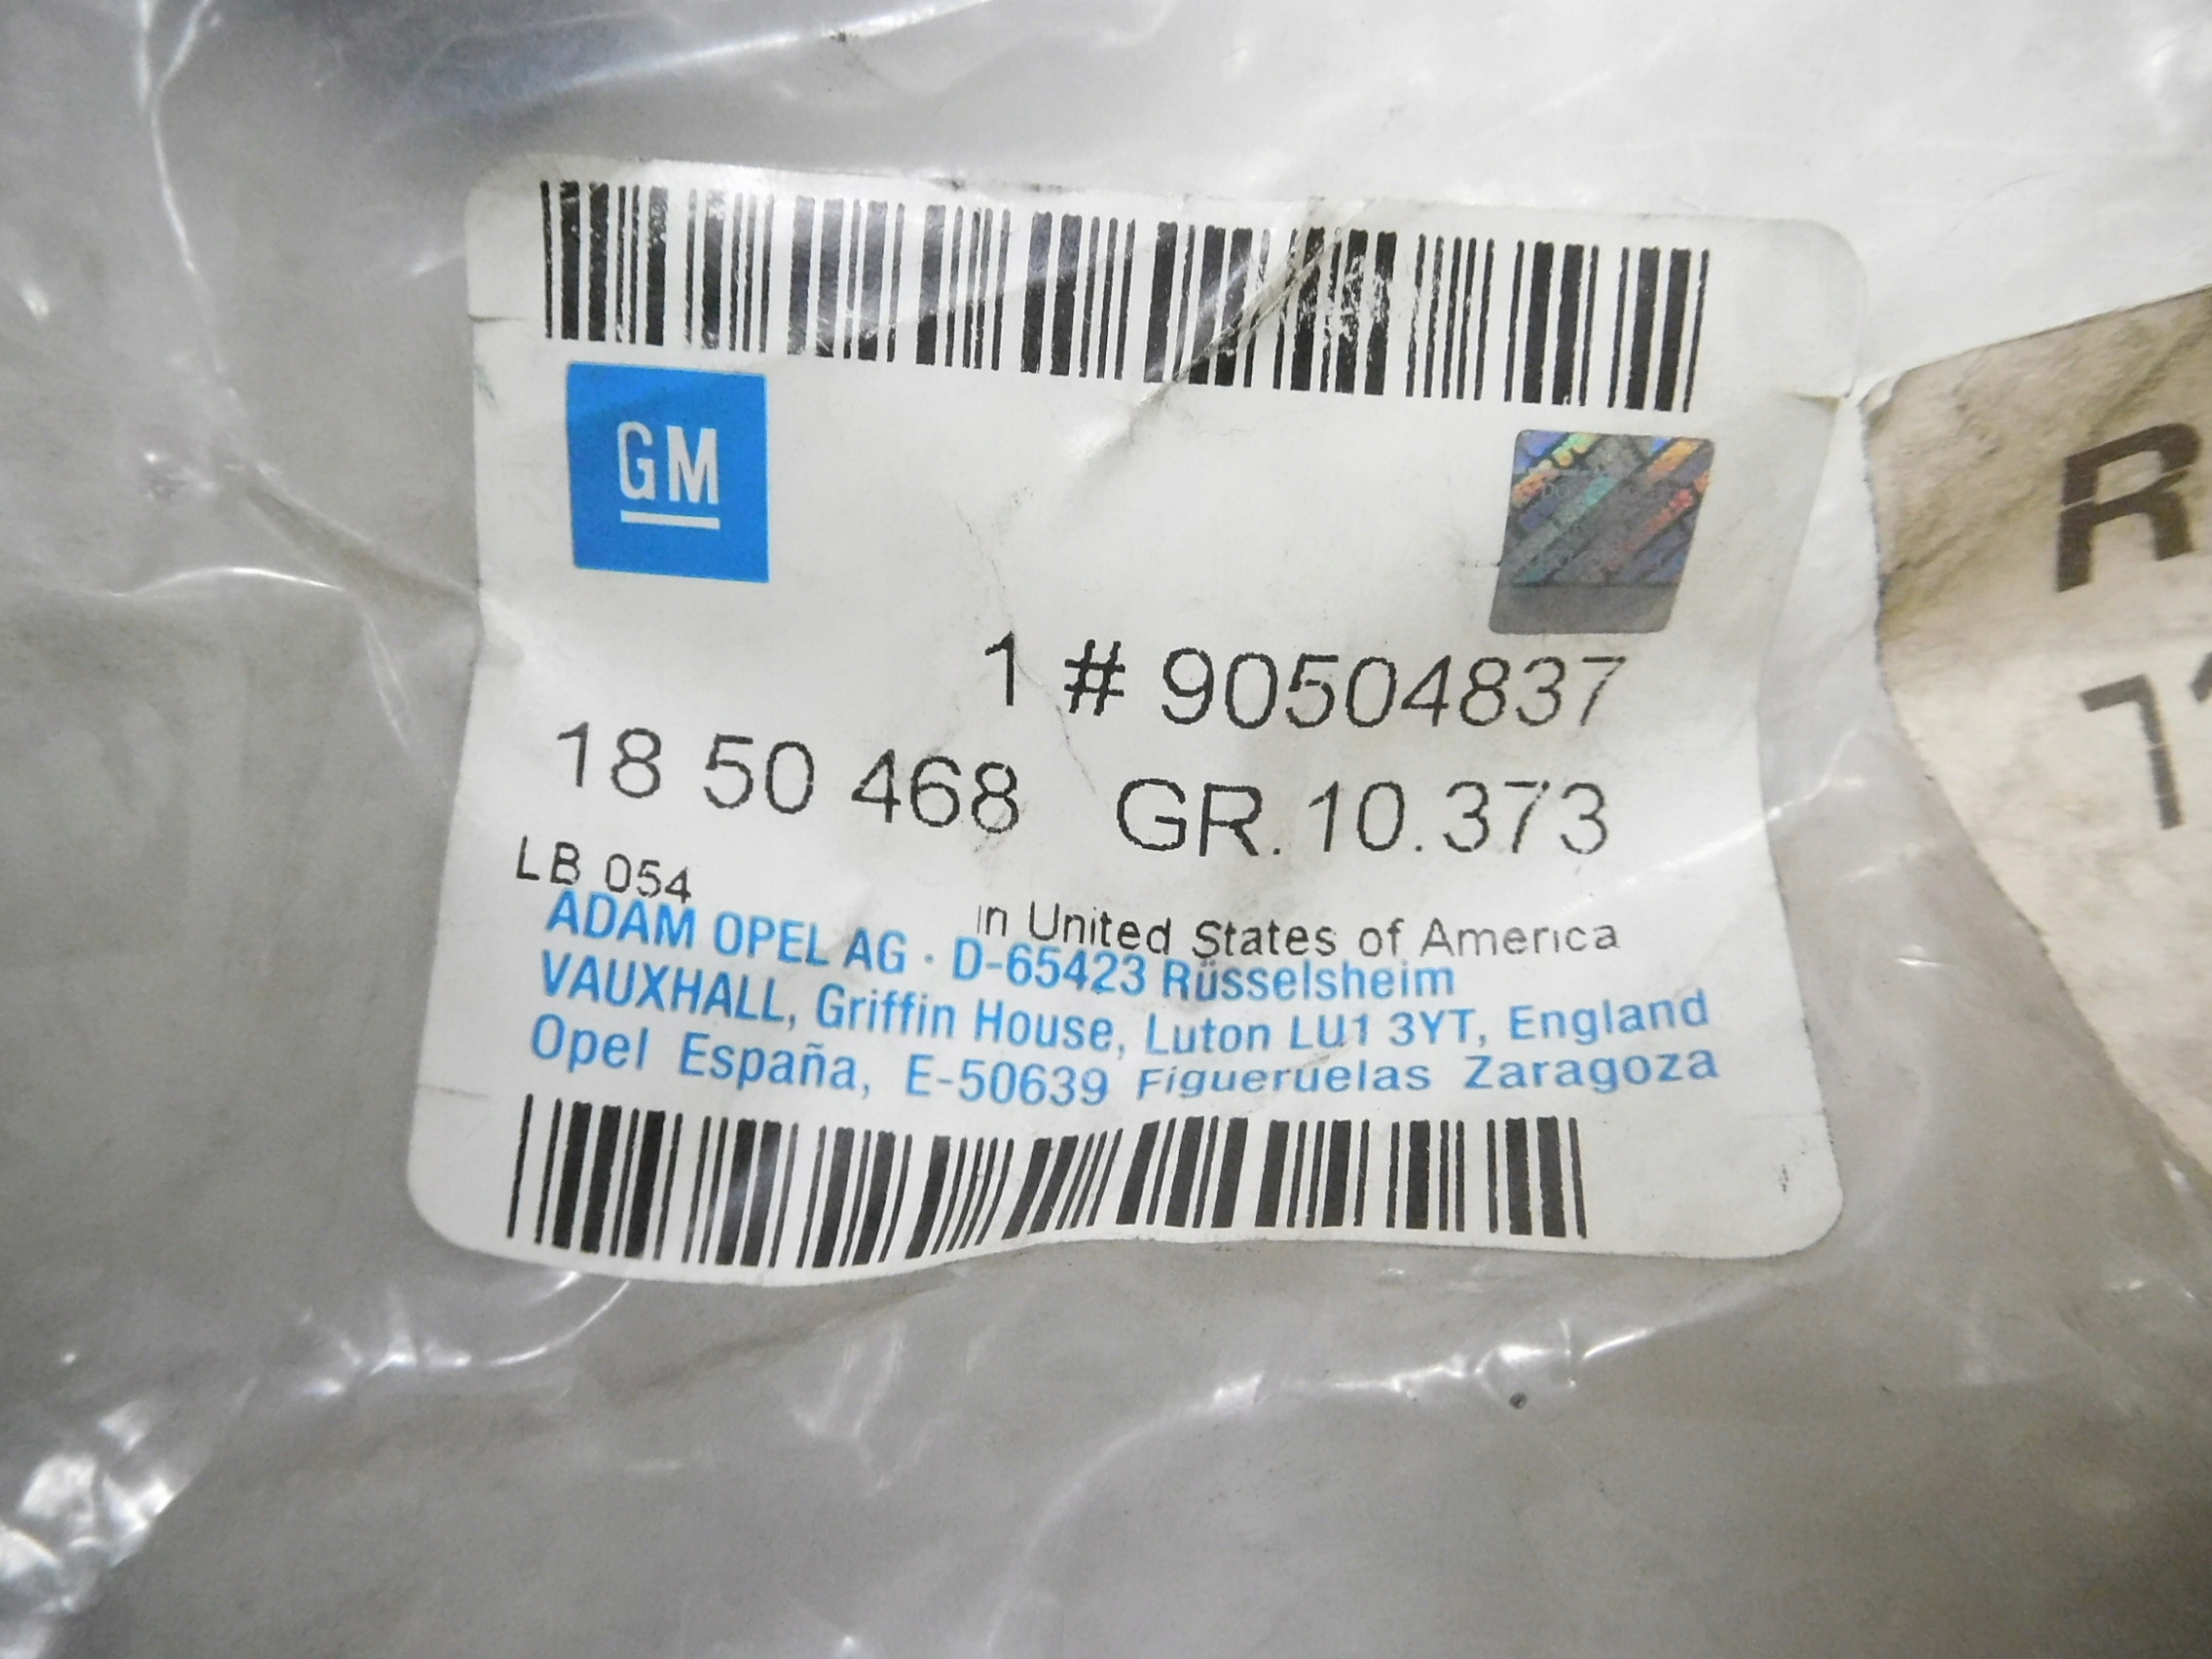 GM
1 # 90504837
18 50 468 GR.10.373
LB 054
in United States of America
ADAM OPEL AG · D-65423 Rüsselsheim
VAUXHALL, Griffin House, Luton LU1 3YT, England
Opel España, E-50639 Figueruelas Zaragoza
R